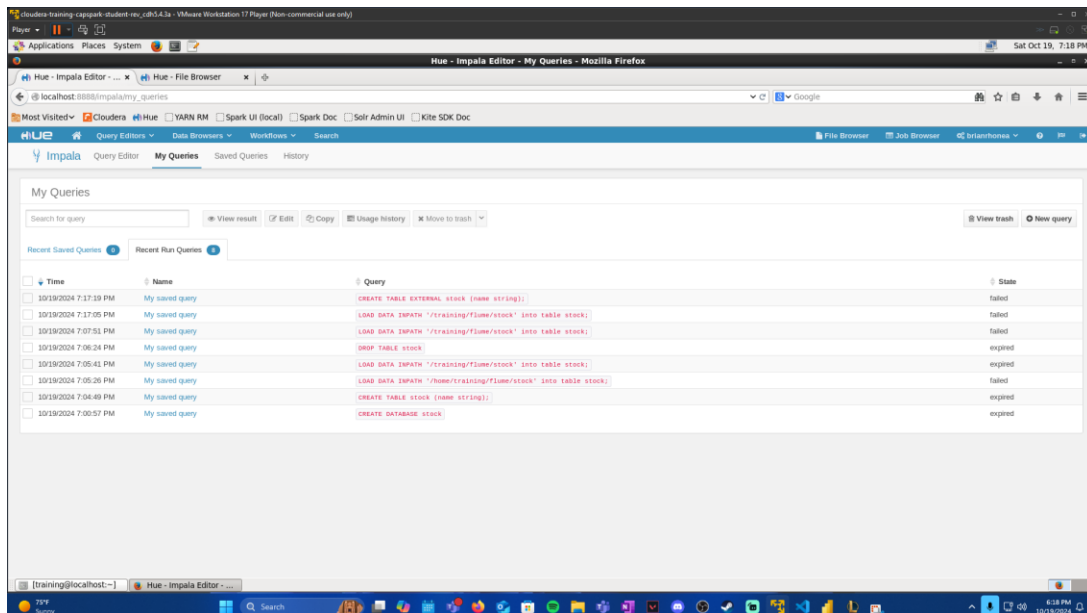 cloudera-training-capspark-student-rev_cdh5.4.3a - VMware Workstation 17 Player (Non-commercial use only)
Player
Applications Places System
Sat Oct 19, 7:18 PM
Hue - Impala Editor - My Queries - Mozilla Firefox
Hue - Impala Editor - ... × Hue - File Browser ×
localhost:8888/impala/my_queries
Google
Most Visited Cloudera Hue YARN RM Spark UI (local) Spark Doc Solr Admin UI Kite SDK Doc
HUE Query Editors Data Browsers Workflows Search File Browser Job Browser brianrhonea
Impala Query Editor My Queries Saved Queries History
My Queries
Search for query View result Edit Copy Usage history Move to trash View trash New query
Recent Saved Queries 0 Recent Run Queries 8
Time Name Query State
10/19/2024 7:17:19 PM My saved query CREATE TABLE EXTERNAL stock (name string); failed
10/19/2024 7:17:05 PM My saved query LOAD DATA INPATH '/training/flume/stock' into table stock; failed
10/19/2024 7:07:51 PM My saved query LOAD DATA INPATH '/training/flume/stock' into table stock; failed
10/19/2024 7:06:24 PM My saved query DROP TABLE stock expired
10/19/2024 7:05:41 PM My saved query LOAD DATA INPATH '/training/flume/stock' into table stock; expired
10/19/2024 7:05:26 PM My saved query LOAD DATA INPATH '/home/training/flume/stock' into table stock; failed
10/19/2024 7:04:49 PM My saved query CREATE TABLE stock (name string); expired
10/19/2024 7:00:57 PM My saved query CREATE DATABASE stock expired
[training@localhost:~] Hue - Impala Editor - ...
75°F
Sunny
Search
6:18 PM
10/19/2024